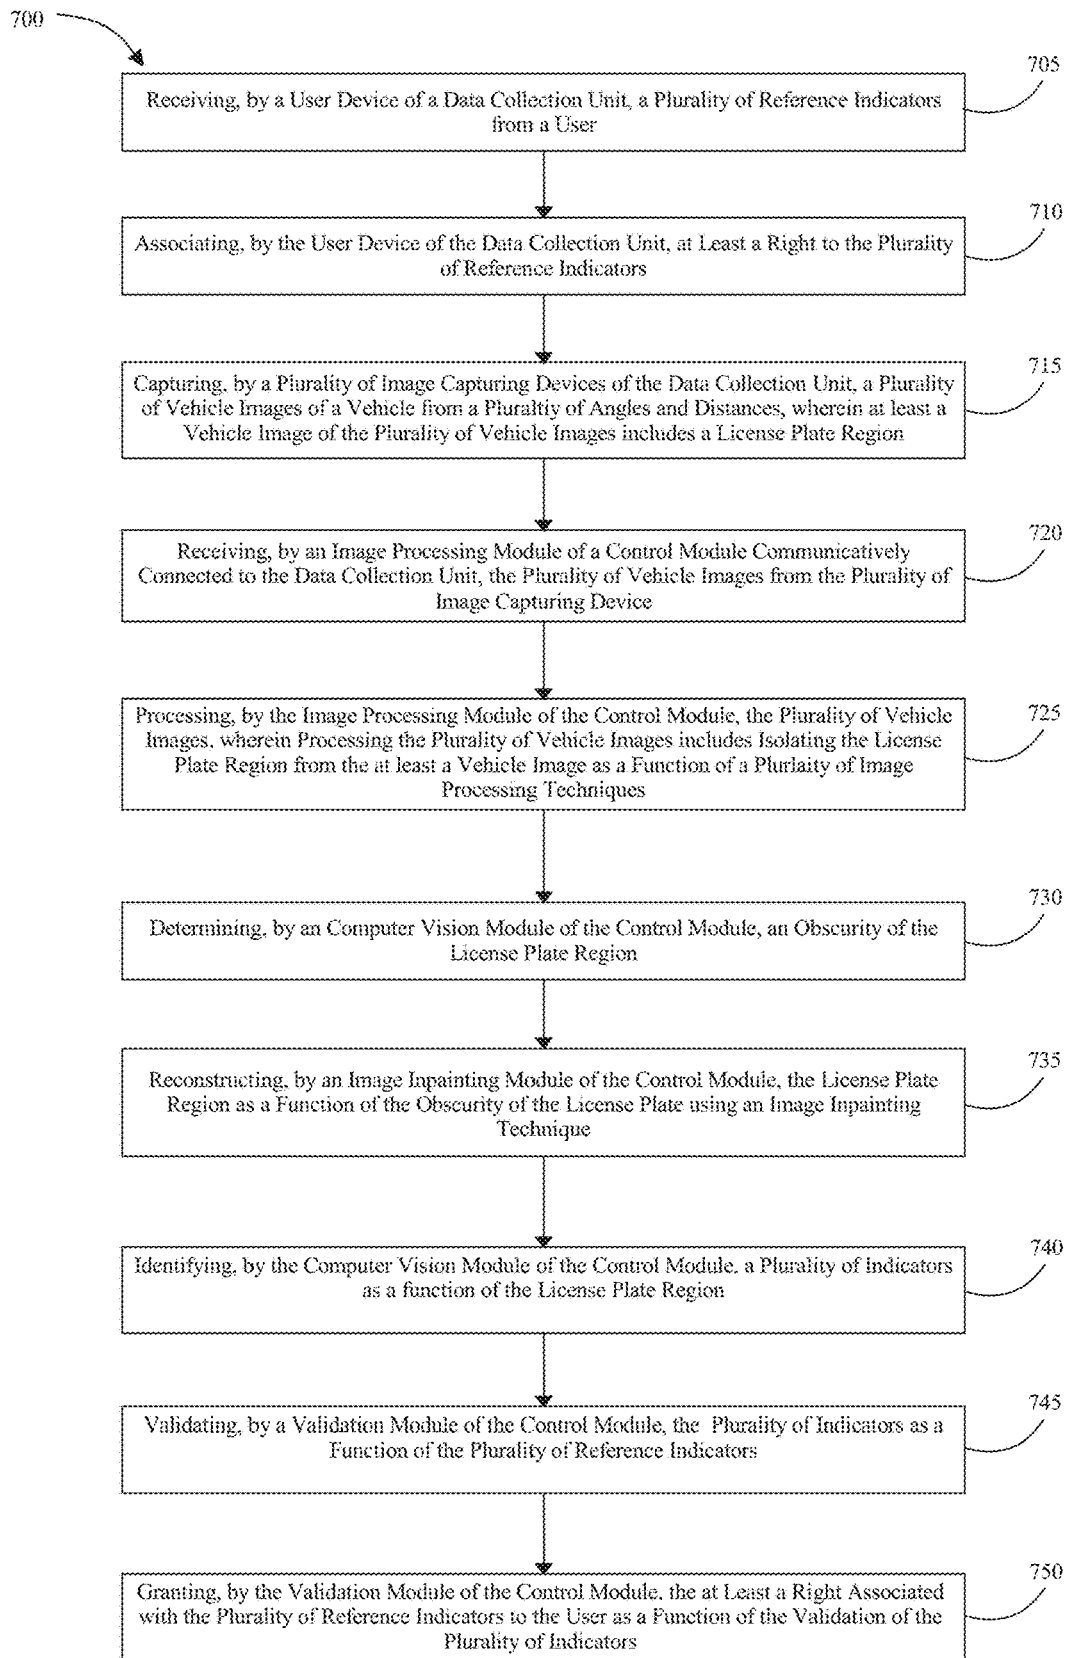 700
705
Receiving, by a User Device of a Data Collection Unit, a Plurality of Reference Indicators
from a User
710
Associating, by the User Device of the Data Collection Unit, at Least a Right to the Plurality
of Reference Indicators
715
Capturing, by a Plurality of Image Capturing Devices of the Data Collection Unit, a Plurality
of Vehicle Images of a Vehicle from a Pluraltiy of Angles and Distances, wherein at least a
Vehicle Image of the Plurality of Vehicle Images includes a License Plate Region
720
Receiving, by an Image Processing Module of a Control Module Communicatively
Connected to the Data Collection Unit, the Plurality of Vehicle Images from the Plurality of
Image Capturing Device
725
Processing, by the Image Processing Module of the Control Module, the Plurality of Vehicle
Images, wherein Processing the Plurality of Vehicle Images includes Isolating the License
Plate Region from the at least a Vehicle Image as a Function of a Plurlaity of Image
Processing Techniques
730
Determining, by an Computer Vision Module of the Control Module, an Obscurity of the
License Plate Region
735
Reconstructing, by an Image Inpainting Module of the Control Module, the License Plate
Region as a Function of the Obscurity of the License Plate using an Image Inpainting
Technique
740
Identifying, by the Computer Vision Module of the Control Module, a Plurality of Indicators
as a function of the License Plate Region
745
Validating, by a Validation Module of the Control Module, the Plurality of Indicators as a
Function of the Plurality of Reference Indicators
750
Granting, by the Validation Module of the Control Module, the at Least a Right Associated
with the Plurality of Reference Indicators to the User as a Function of the Validation of the
Plurality of Indicators